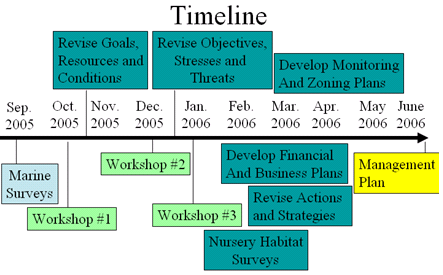 Timeline
Revise Goals,
Resources and
Conditions
Revise Objectives,
Stresses and
Threats
Develop Monitoring
And Zoning Plans
Sep.
2005
Oct.
2005
Nov.
2005
Dec.
2005
Jan.
2006
Feb.
2006
Mar.
2006
Apr.
2006
May
2006
June
2006
Marine
Surveys
Workshop #1
Workshop #2
Workshop #3
Develop Financial
And Business Plans
Revise Actions
and Strategies
Nursery Habitat
Surveys
Management
Plan